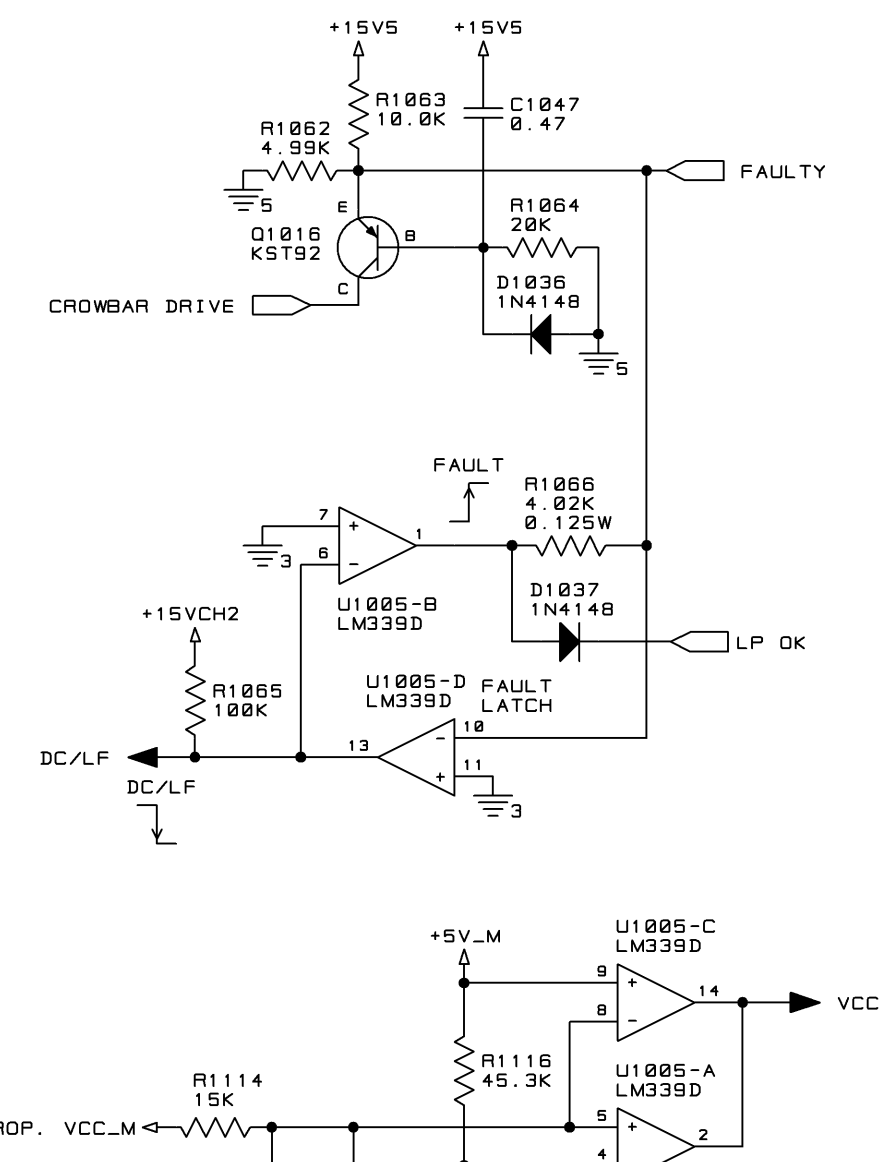 +15V5
+15V5
R1063
10.0K
C1047
0.47
R1062
4.99K
5
FAULTY
E
R1064
20K
Q1016
KST92
B
C
D1036
1N4148
CROWBAR DRIVE
5
FAULT
R1066
4.02K
0.125W
7
+
1
3
6
-
D1037
1N4148
U1005-B
LM339D
+15VCH2
LP OK
R1065
100K
U1005-D
LM339D
FAULT
LATCH
10
-
13
DC/LF
11
+
DC/LF
3
U1005-C
LM339D
+5V_M
9
+
14
8
-
VCC
R1116
45.3K
U1005-A
LM339D
R1114
15K
ROP. VCC_M
5
+
2
4